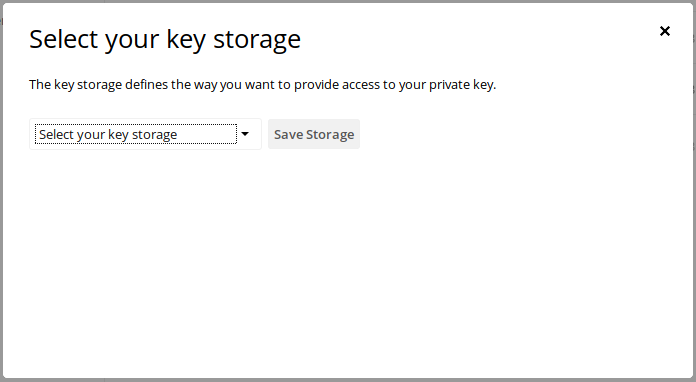 Select your key storage
The key storage defines the way you want to provide access to your private key.
Select your key storage
Save Storage